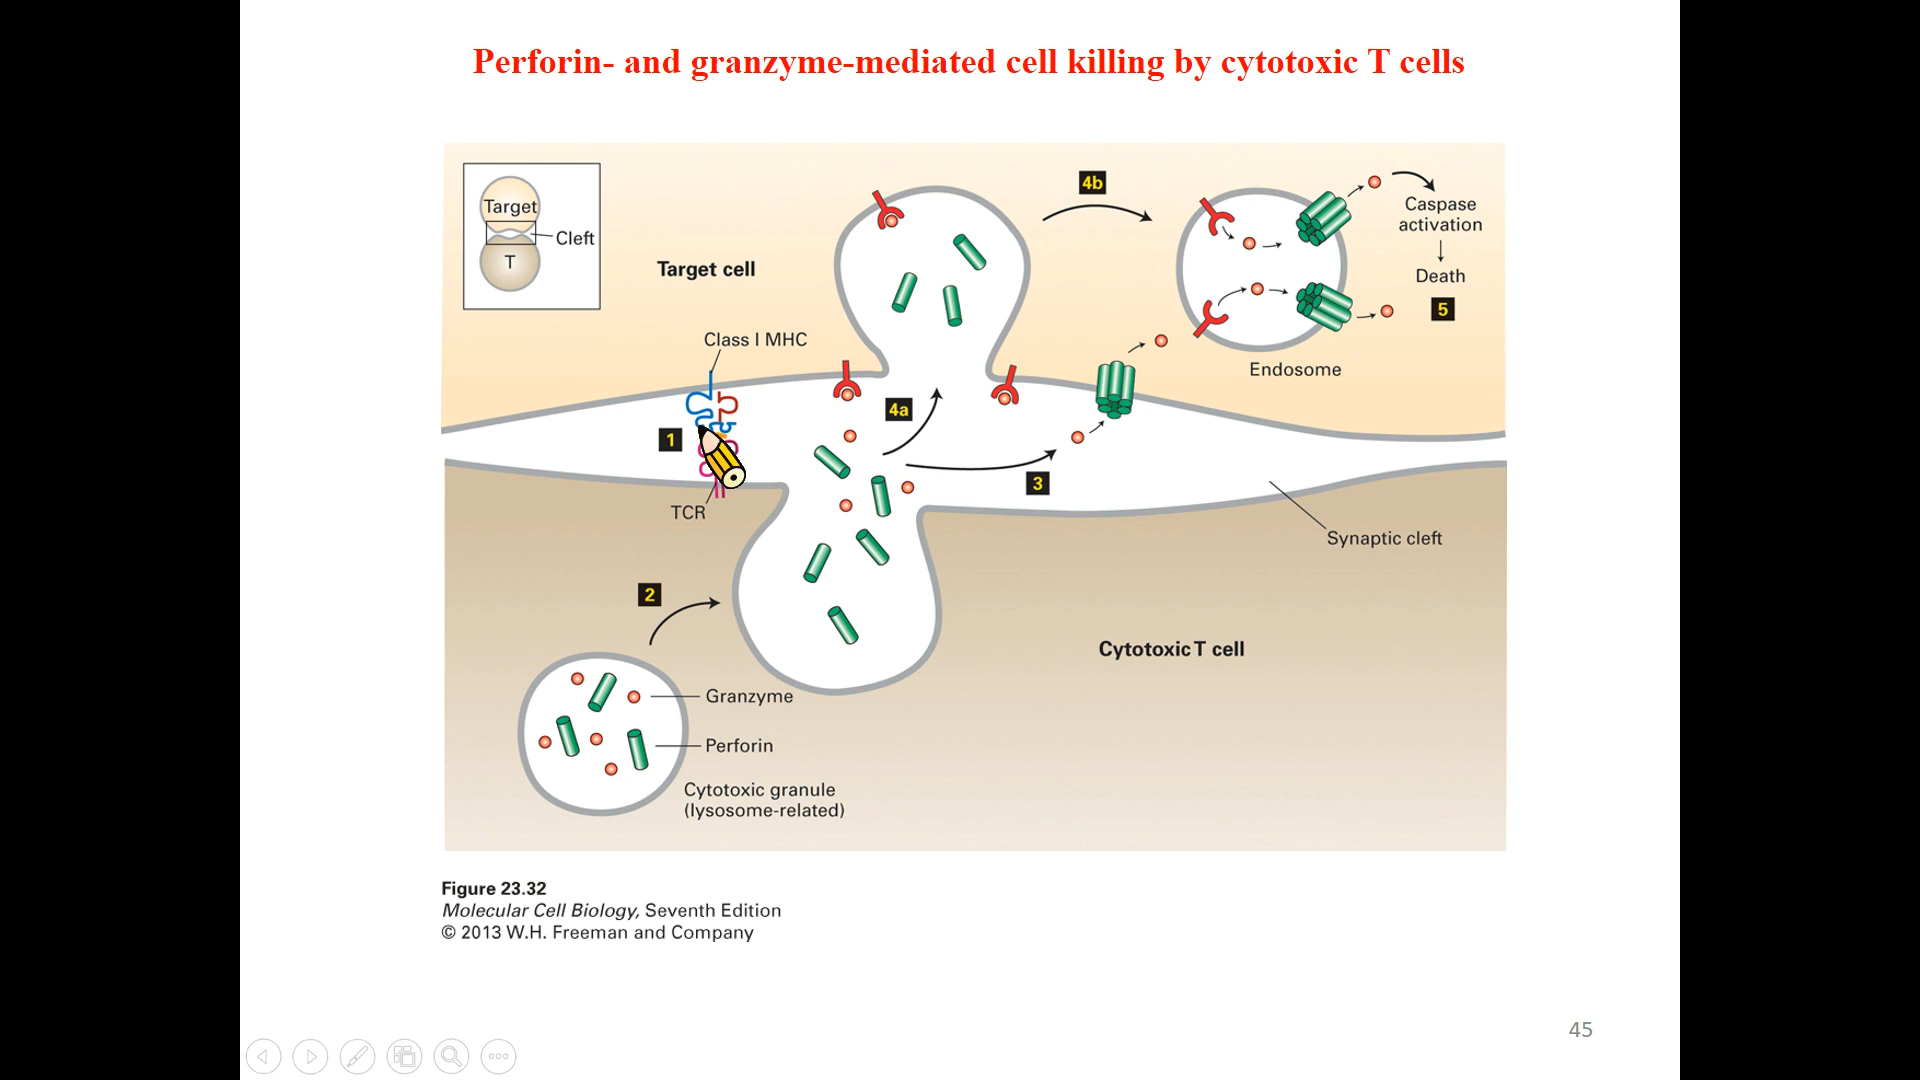 Perforin- and granzyme-mediated cell killing by cytotoxic T cells
Target
Cleft
T
Target cell
Class I MHC
1
TCR
2
Granzyme
Perforin
Cytotoxic granule
(lysosome-related)
4a
3
4b
Endosome
Caspase
activation
Death
5
Synaptic cleft
Cytotoxic T cell
Figure 23.32
Molecular Cell Biology, Seventh Edition
© 2013 W.H. Freeman and Company
45